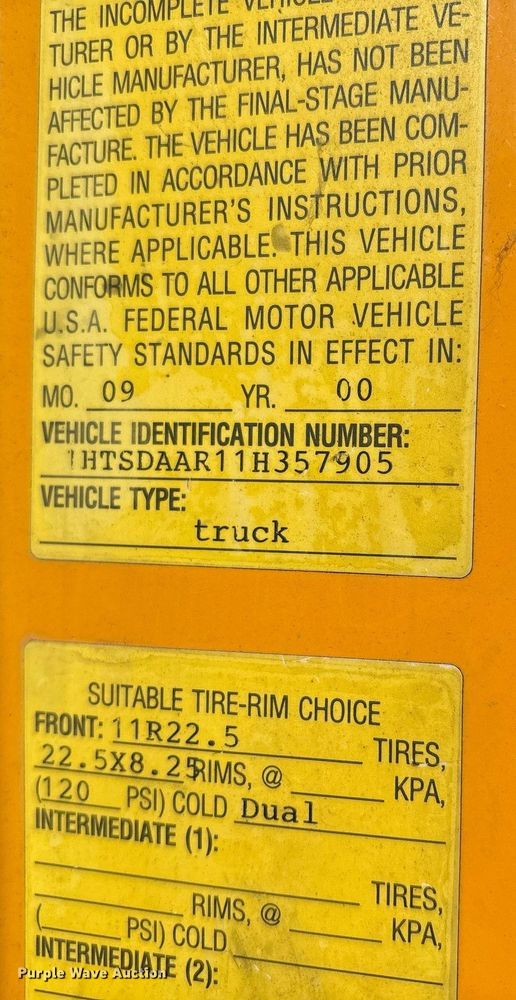 THE INCOMPLETE VEHICLE
TURER OR BY THE INTERMEDIATE VE-
HICLE MANUFACTURER, HAS NOT BEEN
AFFECTED BY THE FINAL-STAGE MANU-
FACTURE. THE VEHICLE HAS BEEN COM-
PLETED IN ACCORDANCE WITH PRIOR
MANUFACTURER'S INSTRUCTIONS,
WHERE APPLICABLE. THIS VEHICLE
CONFORMS TO ALL OTHER APPLICABLE
U.S.A. FEDERAL MOTOR VEHICLE
SAFETY STANDARDS IN EFFECT IN:
MO. 09 YR. 00
VEHICLE IDENTIFICATION NUMBER:
1HTSDAAR11H357905
VEHICLE TYPE:
truck
SUITABLE TIRE-RIM CHOICE
FRONT: 11R22.5 TIRES,
22.5X8.25 RIMS, @ KPA,
(120 PSI) COLD Dual
INTERMEDIATE (1):
TIRES,
RIMS, @ KPA,
( PSI) COLD
INTERMEDIATE (2):
Purple Wave Auction